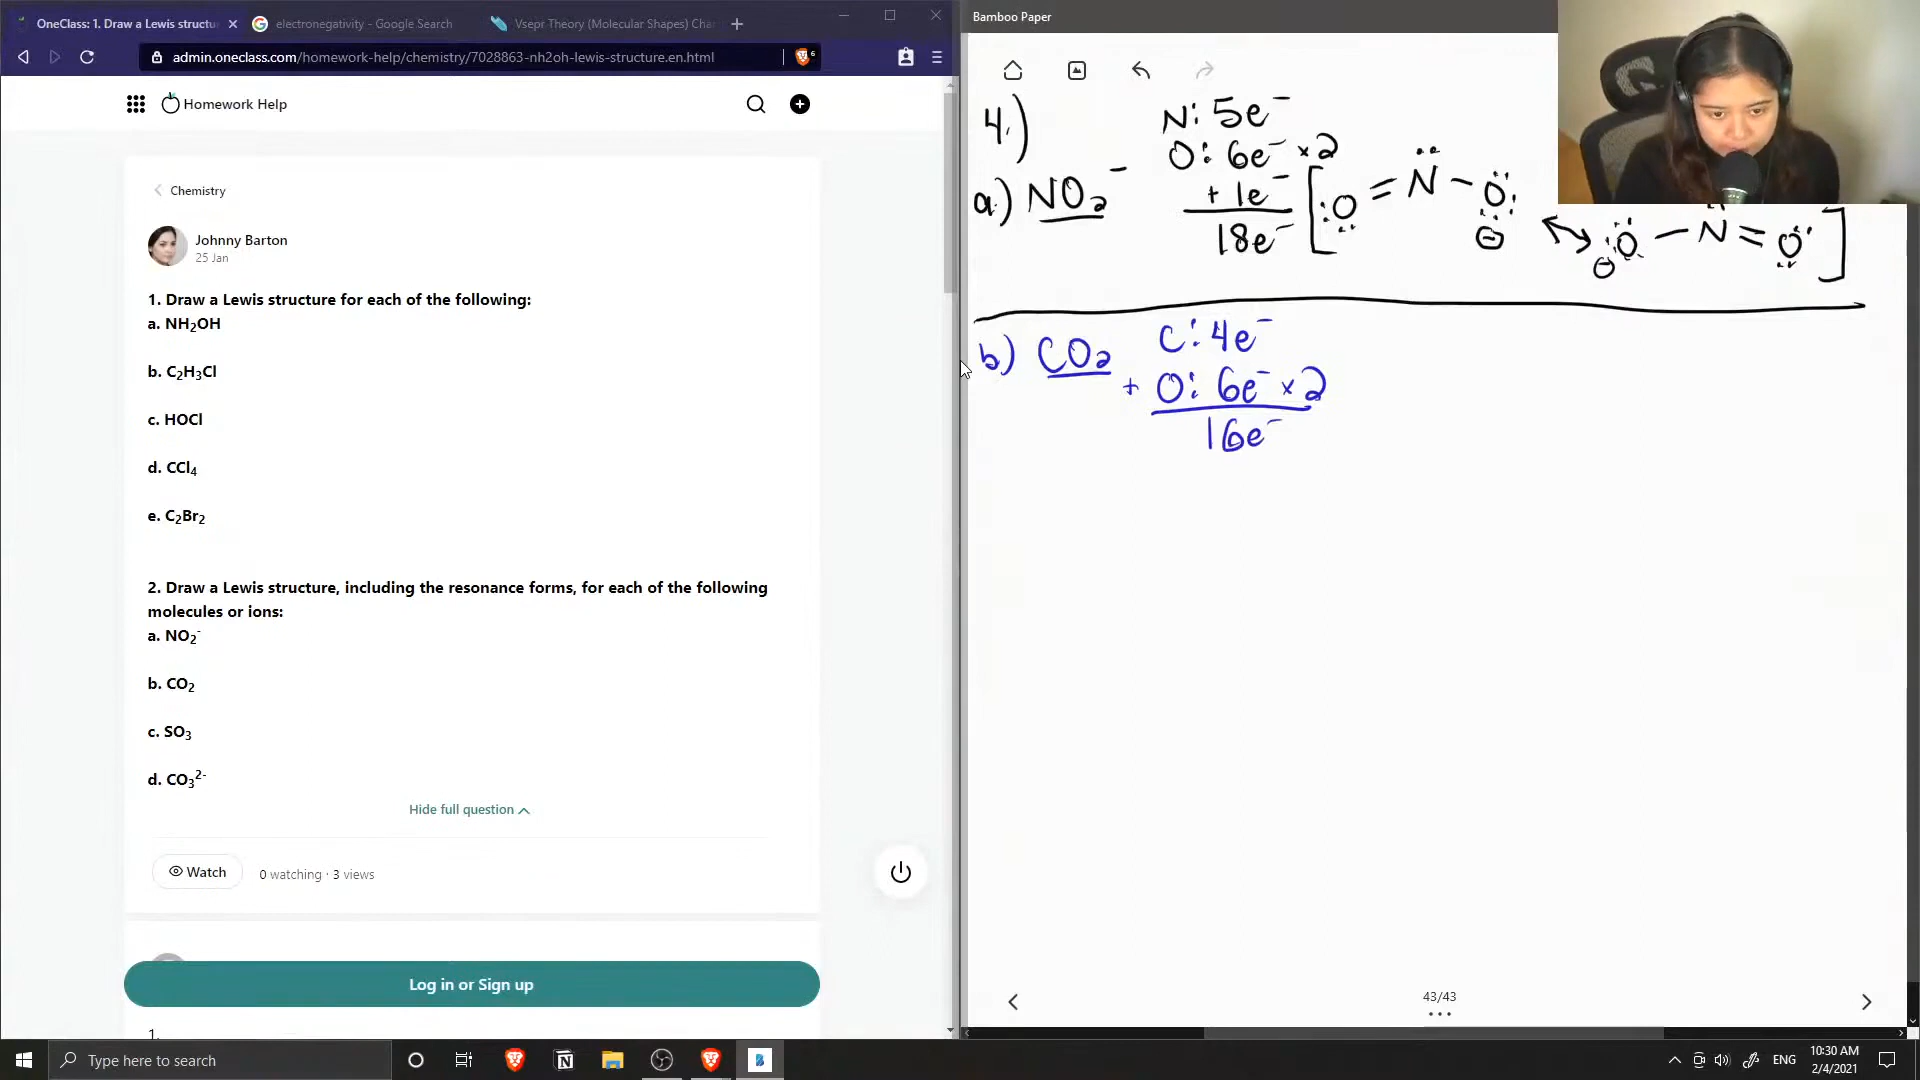 OneClass: 1. Draw a Lewis structu
electronegativity - Google Search
Vsepr Theory (Molecular Shapes) Cha
admin.oneclass.com/homework-help/chemistry/7028863-nh2oh-lewis-structure.en.html
6
Homework Help
Chemistry
Johnny Barton
25 Jan
1. Draw a Lewis structure for each of the following:
a. NH₂OH
b. C₂H₃Cl
c. HOCl
d. CCl₄
e. C₂Br₂
2. Draw a Lewis structure, including the resonance forms, for each of the following
molecules or ions:
a. NO₂⁻
b. CO₂
c. SO₃
d. CO₃²⁻
Hide full question
Watch
0 watching · 3 views
Log in or Sign up
1.
Bamboo Paper
4.)
a.) NO₂⁻
N: 5e⁻
O: 6e⁻ × 2
+ 1e⁻
18e⁻
[O = N - O ⊖ ↔ ⊖ O - N = O]
b) CO₂
C: 4e⁻
+ O: 6e⁻ × 2
16e⁻
43/43
Type here to search
ENG
10:30 AM
2/4/2021